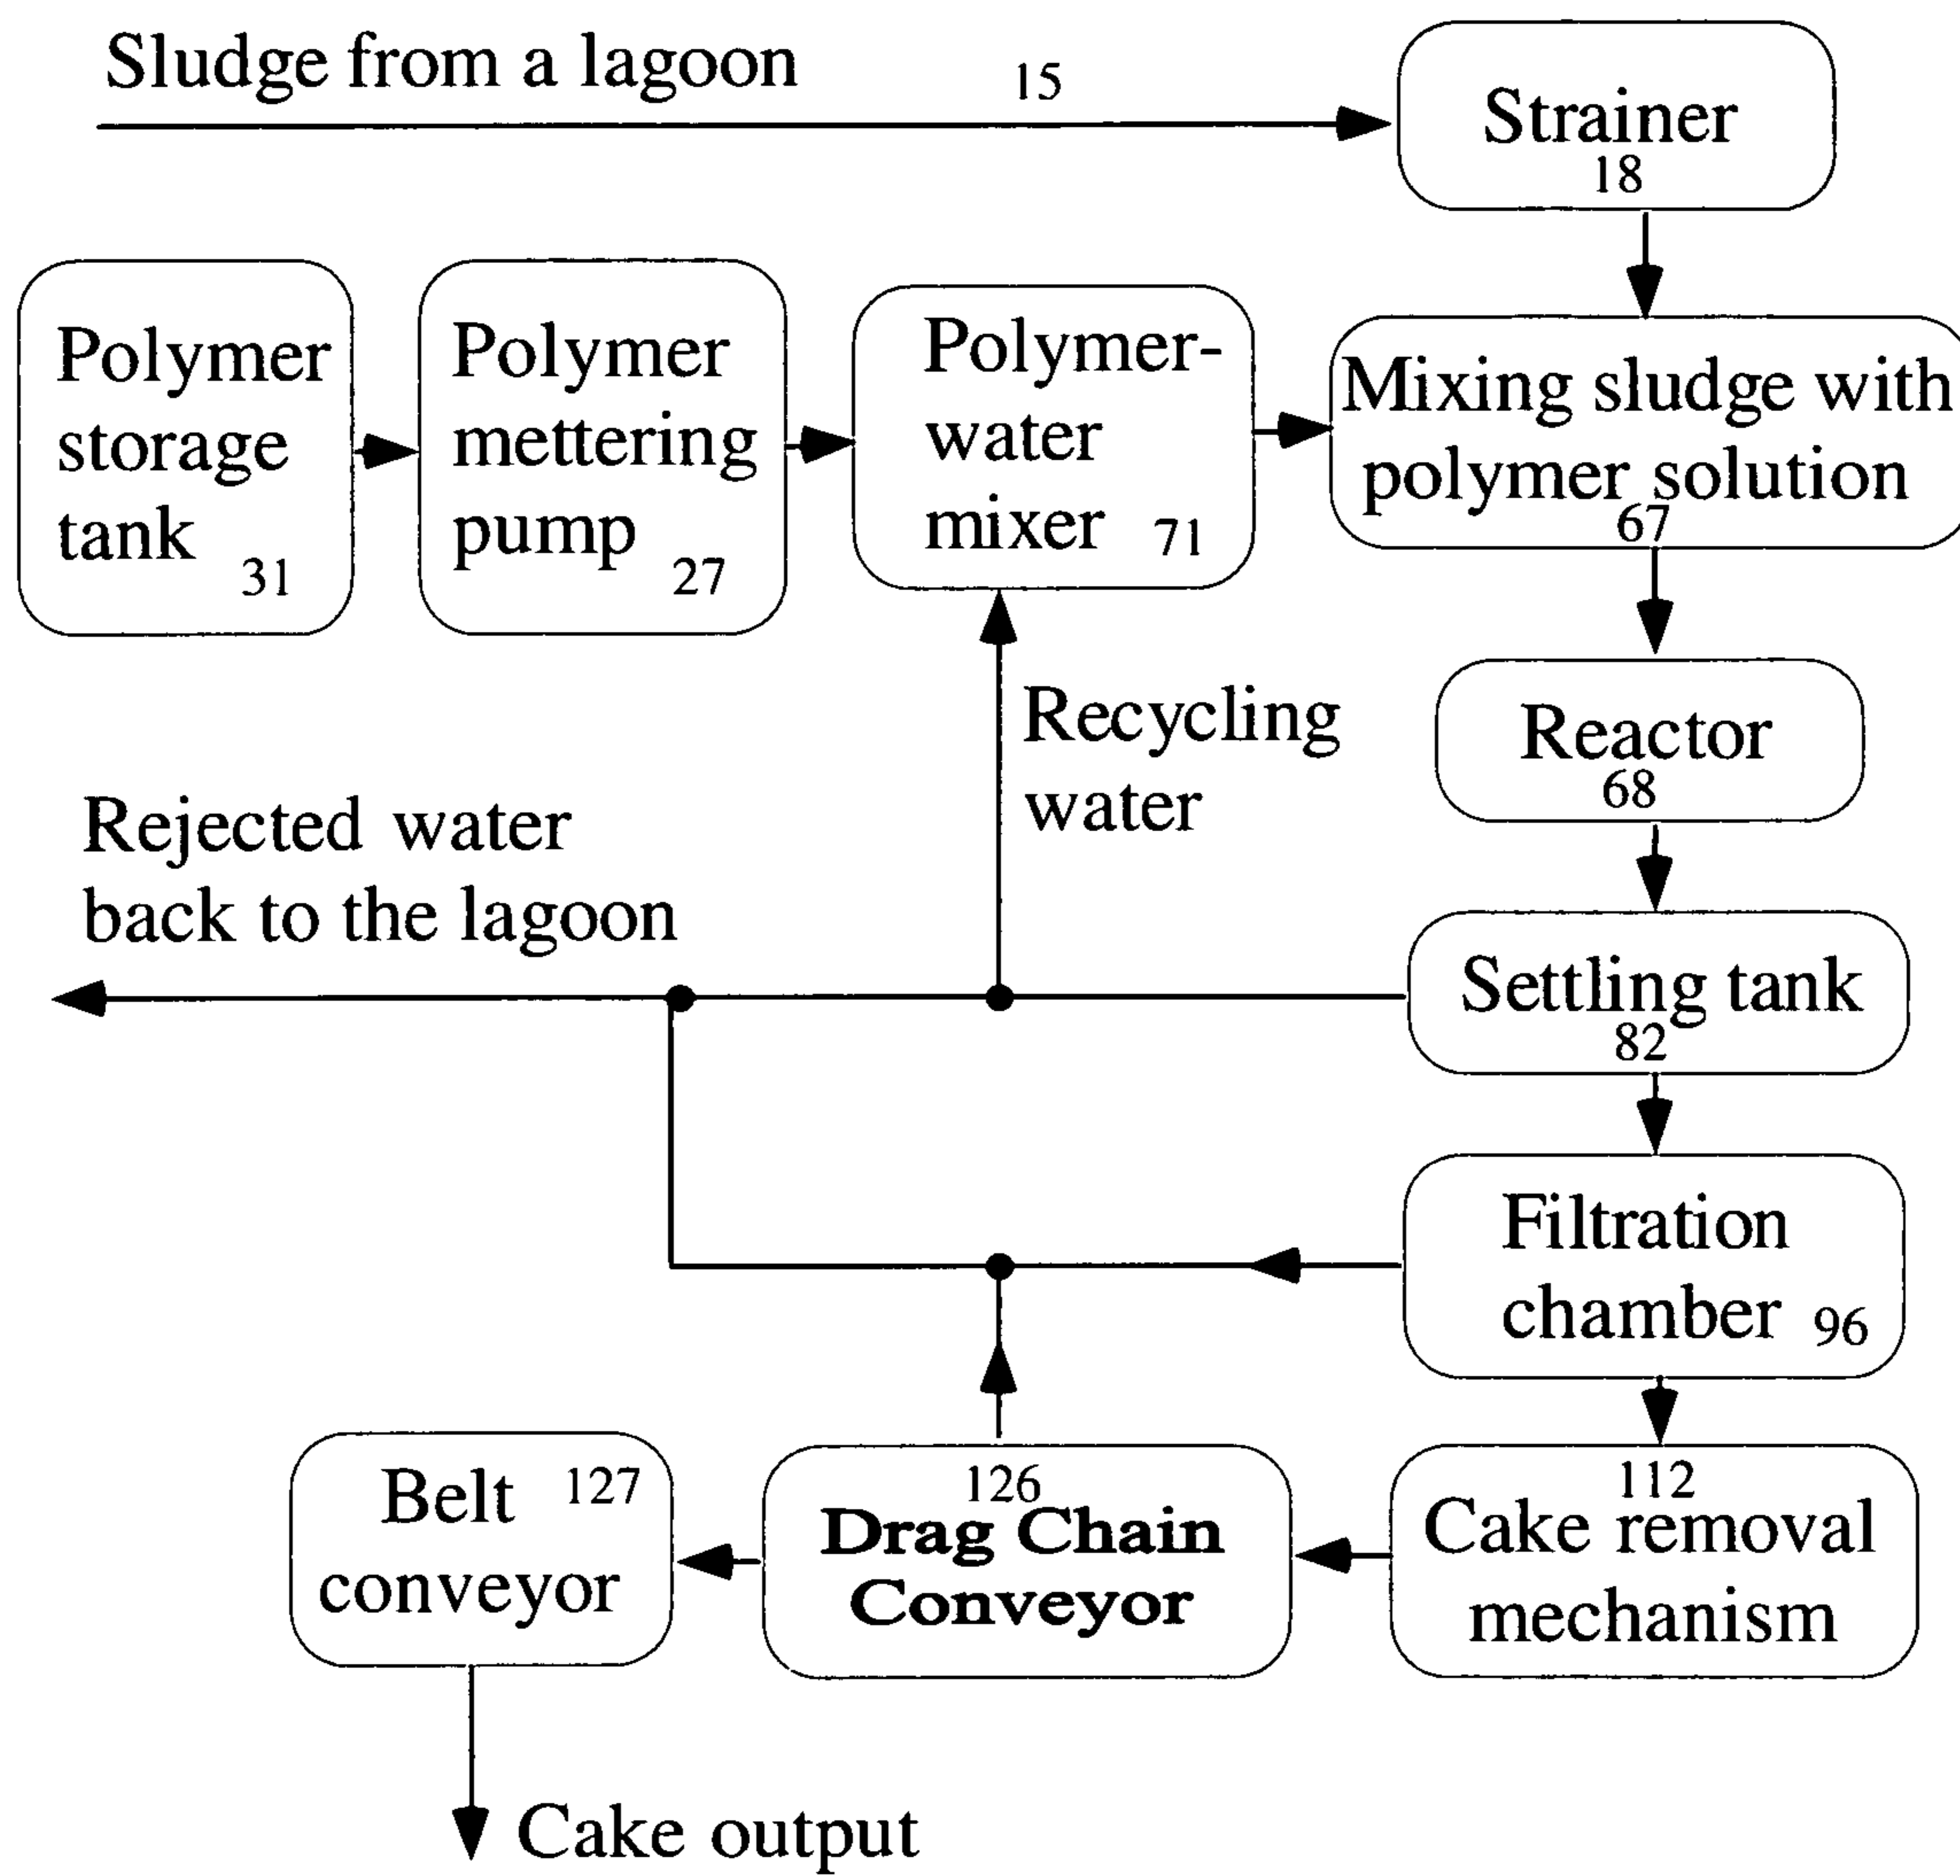 Sludge from a lagoon
15
Strainer
18
Polymer
storage
tank
31
Polymer
mettering
pump
27
Polymer-
water
mixer
71
Mixing sludge with
polymer solution
67
Recycling
water
Reactor
68
Rejected water
back to the lagoon
Settling tank
82
Filtration
chamber
96
112
Cake removal
mechanism
126
Drag Chain
Conveyor
Belt
127
conveyor
Cake output